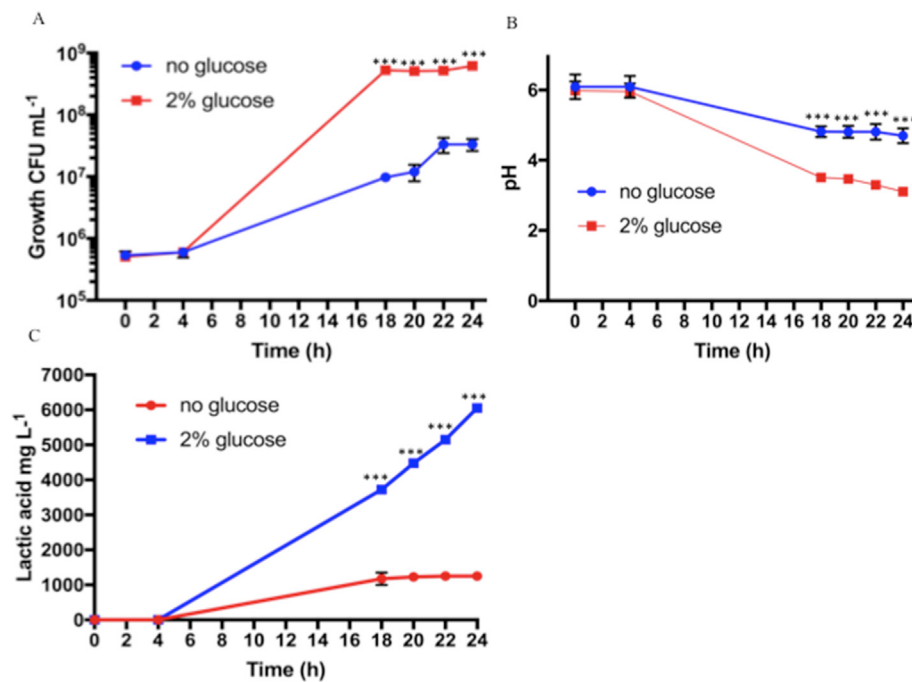 A
10⁹
10⁸
10⁷
10⁶
10⁵
Growth CFU mL⁻¹
no glucose
2% glucose
*** *** *** ***
0 2 4 6 8 10 12 14 16 18 20 22 24
Time (h)
B
6
4
2
0
pH
*** *** *** ***
no glucose
2% glucose
0 2 4 6 8 10 12 14 16 18 20 22 24
Time (h)
C
7000
6000
5000
4000
3000
2000
1000
0
Lactic acid mg L⁻¹
no glucose
2% glucose
***
***
***
***
0 2 4 6 8 10 12 14 16 18 20 22 24
Time (h)